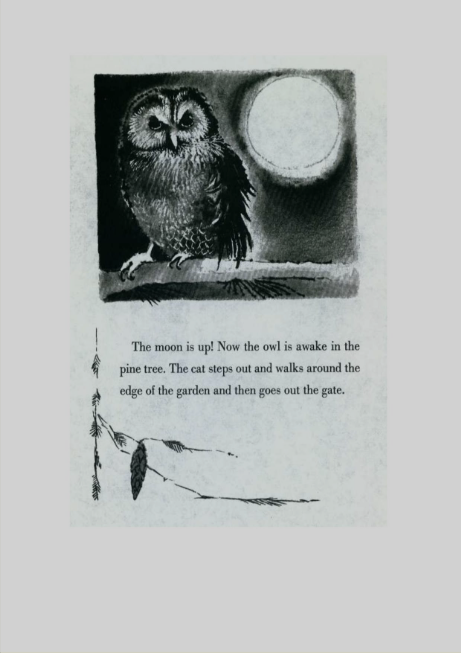 The moon is up! Now the owl is awake in the
pine tree. The cat steps out and walks around the
edge of the garden and then goes out the gate.